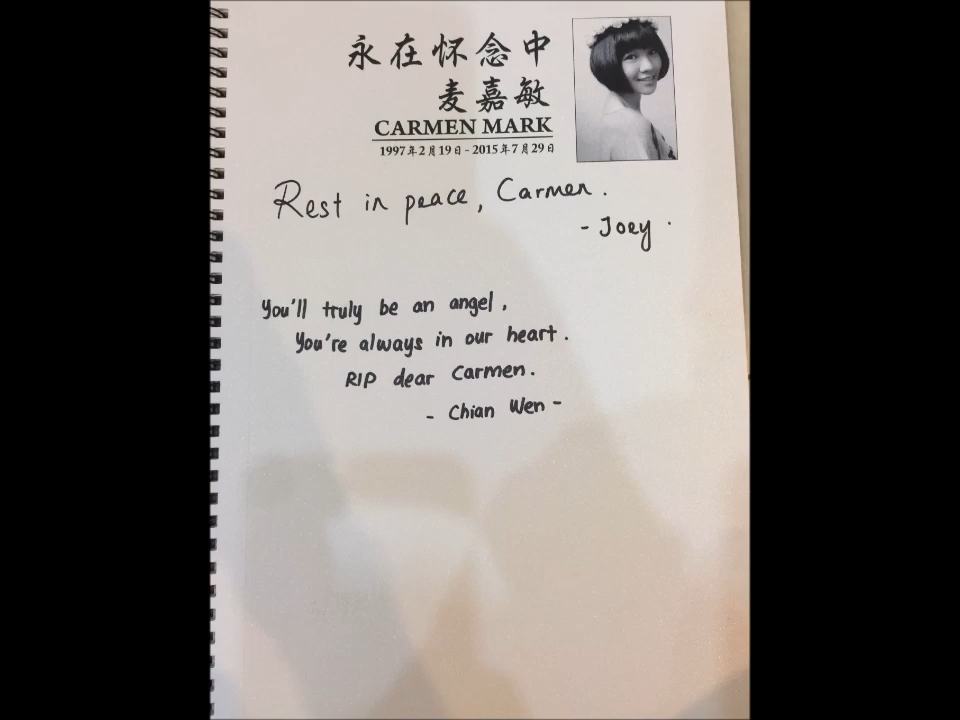 永在怀念中
麦嘉敏
CARMEN MARK
1997年2月19日-2015年7月29日
Rest in peace, Carmen.
- Joey.
You'll truly be an angel,
You're always in our heart.
RIP dear Carmen.
- Chian Wen -